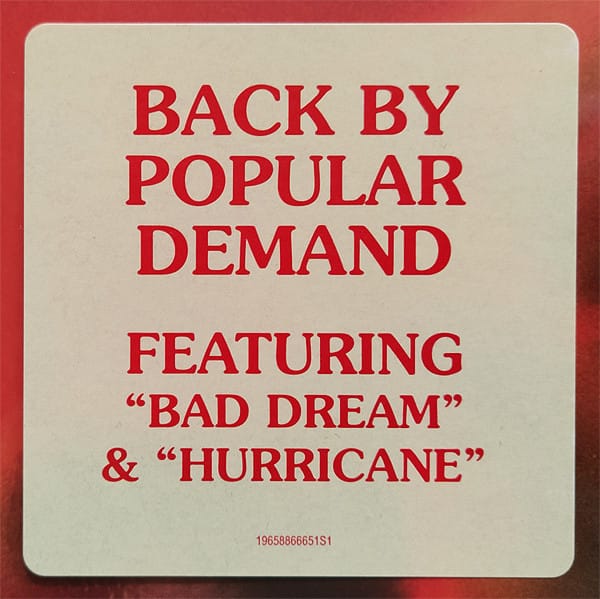 BACK BY
POPULAR
DEMAND
FEATURING
“BAD DREAM”
& “HURRICANE”
19658866651S1